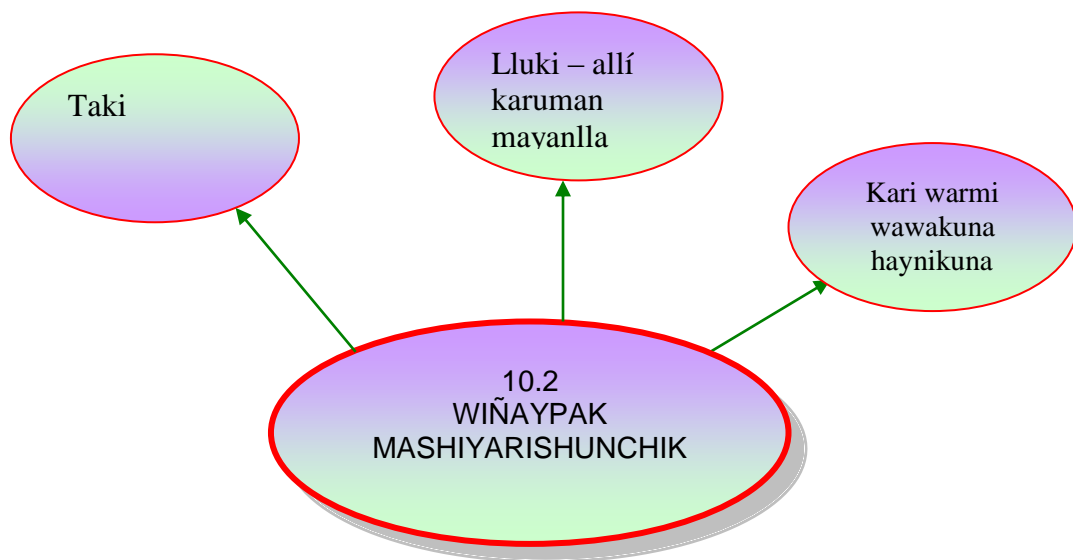 Taki
Lluki – allí
karuman
mayanlla
Kari warmi
wawakuna
haynikuna
10.2
WIÑAYPAK
MASHIYARISHUNCHIK